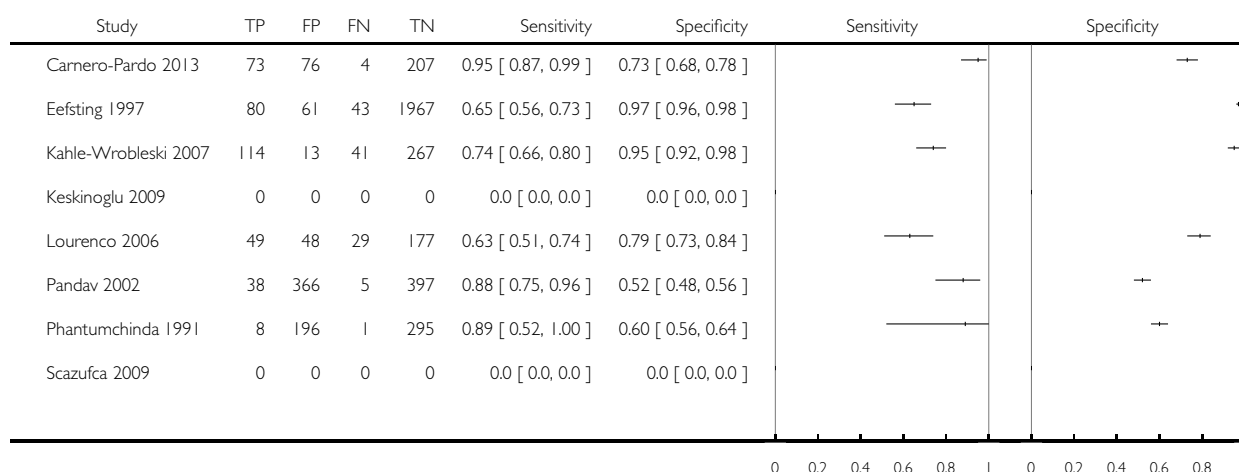 Study TP FP FN TN Sensitivity Specificity Sensitivity Specificity
Carnero-Pardo 2013 73 76 4 207 0.95 [ 0.87, 0.99 ] 0.73 [ 0.68, 0.78 ]
Eefsting 1997 80 61 43 1967 0.65 [ 0.56, 0.73 ] 0.97 [ 0.96, 0.98 ]
Kahle-Wrobleski 2007 114 13 41 267 0.74 [ 0.66, 0.80 ] 0.95 [ 0.92, 0.98 ]
Keskinoglu 2009 0 0 0 0 0.0 [ 0.0, 0.0 ] 0.0 [ 0.0, 0.0 ]
Lourenco 2006 49 48 29 177 0.63 [ 0.51, 0.74 ] 0.79 [ 0.73, 0.84 ]
Pandav 2002 38 366 5 397 0.88 [ 0.75, 0.96 ] 0.52 [ 0.48, 0.56 ]
Phantumchinda 1991 8 196 1 295 0.89 [ 0.52, 1.00 ] 0.60 [ 0.56, 0.64 ]
Scazufca 2009 0 0 0 0 0.0 [ 0.0, 0.0 ] 0.0 [ 0.0, 0.0 ]
0 0.2 0.4 0.6 0.8 1 0 0.2 0.4 0.6 0.8